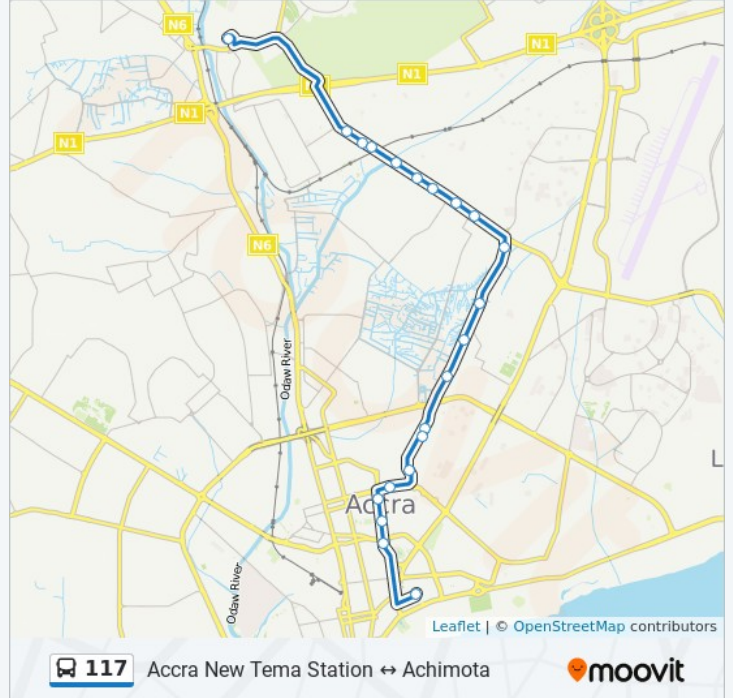 N6
N1
N1
N1
N1
N6
Odaw River
Accra
L
Odaw River
Leaflet | © OpenStreetMap contributors
117 Accra New Tema Station ↔ Achimota
moovit